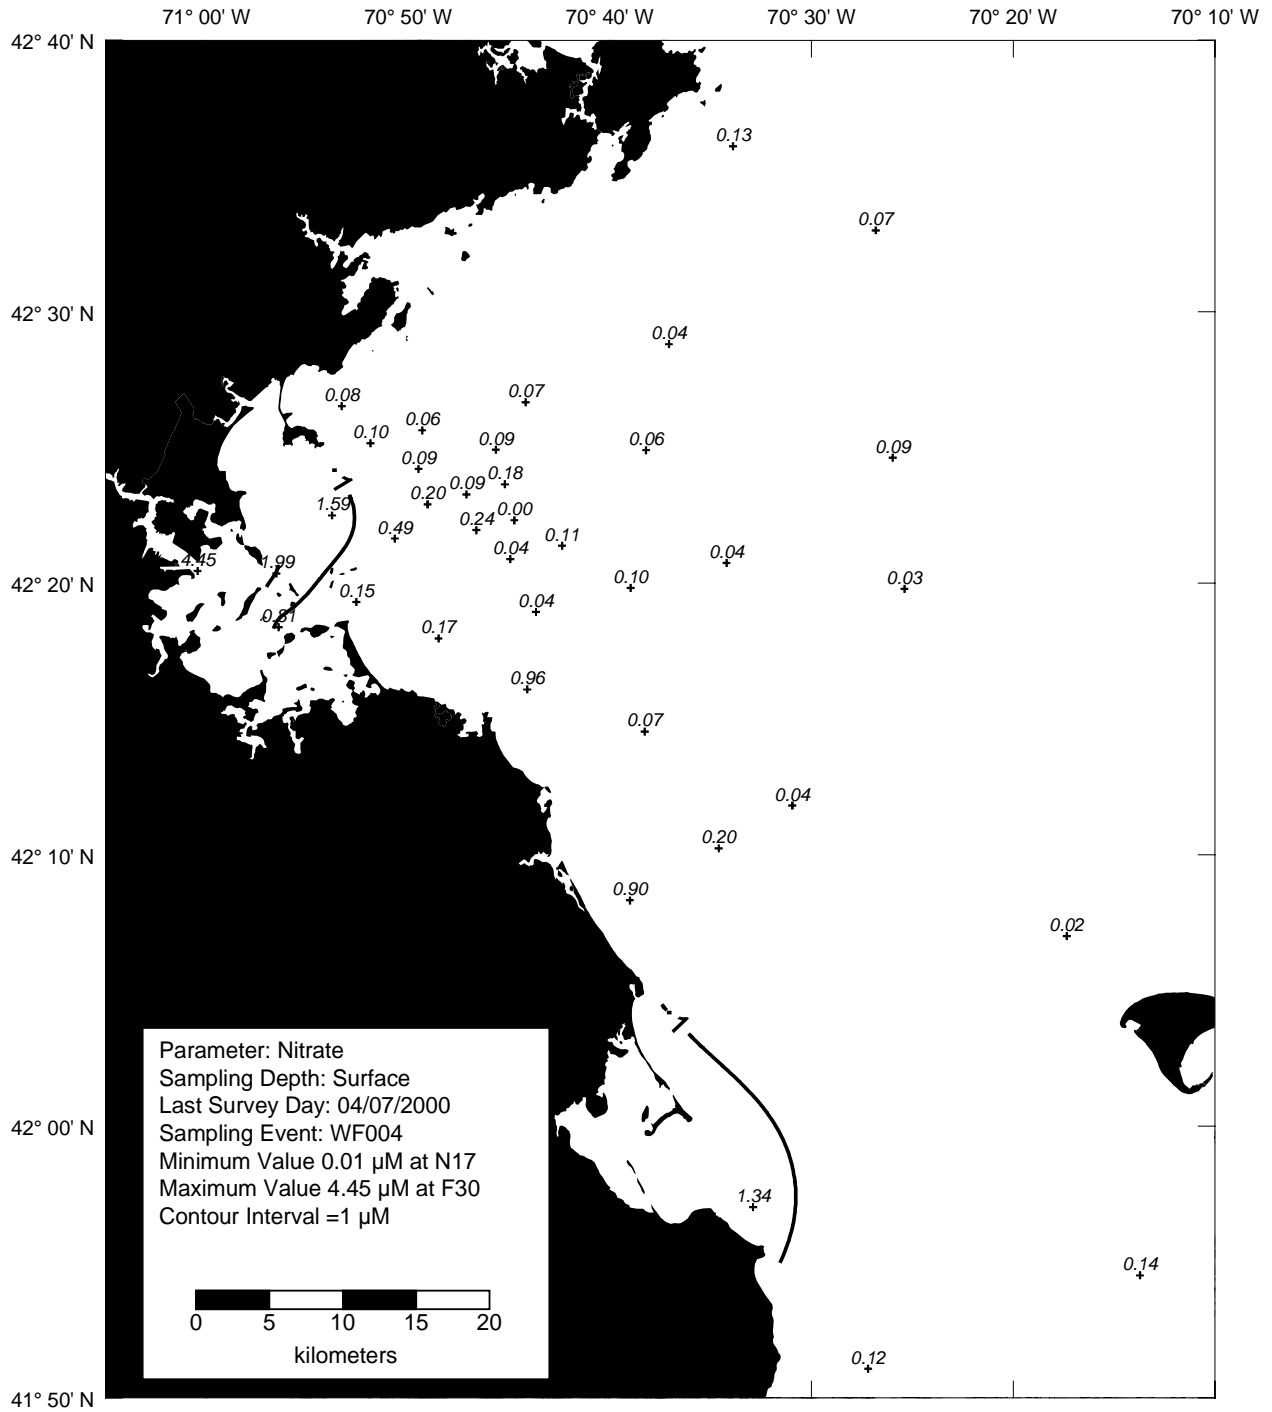 71° 00' W 70° 50' W 70° 40' W 70° 30' W 70° 20' W 70° 10' W
42° 40' N
0.13
0.07
42° 30' N
0.04
0.08
0.07
0.06
0.10
0.09
0.06
0.09
0.09
0.18
0.09
1
0.20
1.59
0.00
0.24
0.49
0.11
0.04
0.04
4.45
1.99
42° 20' N
0.10
0.03
0.15
0.04
0.81
0.17
0.96
0.07
0.04
0.20
42° 10' N
0.90
0.02
1
Parameter: Nitrate
Sampling Depth: Surface
Last Survey Day: 04/07/2000
42° 00' N
Sampling Event: WF004
Minimum Value 0.01 µM at N17
Maximum Value 4.45 µM at F30
1.34
Contour Interval =1 µM
0.14
0 5 10 15 20
kilometers
0.12
41° 50' N